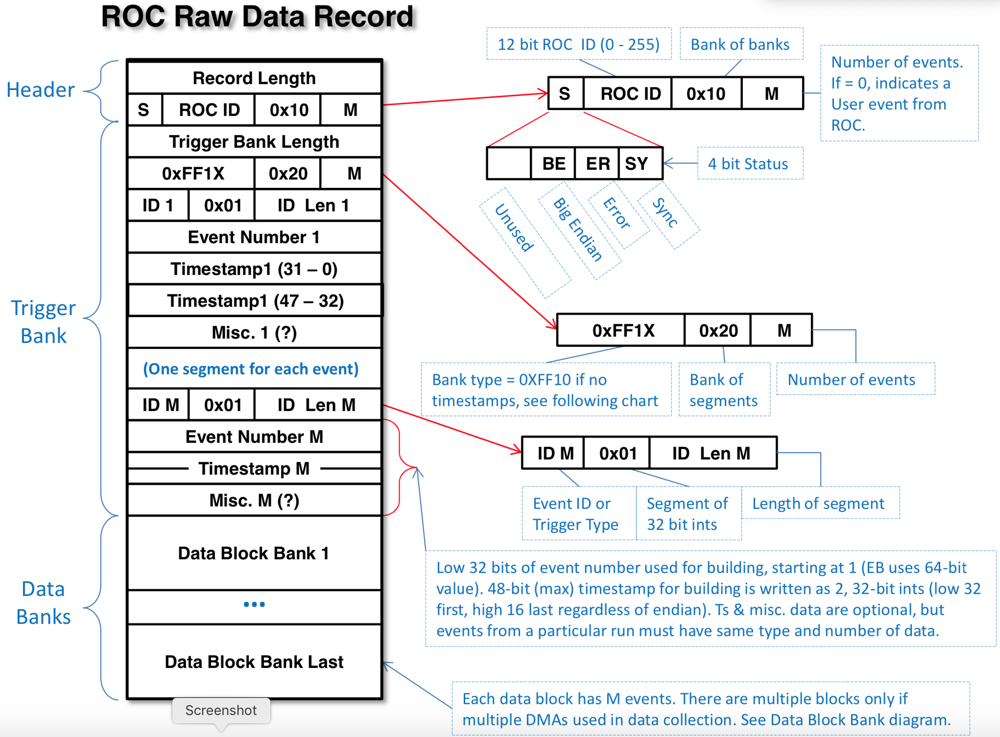 ROC Raw Data Record
Header
Record Length
S ROC ID 0x10 M
Trigger Bank
Trigger Bank Length
0xFF1X 0x20 M
ID 1 0x01 ID Len 1
Event Number 1
Timestamp1 (31 – 0)
Timestamp1 (47 – 32)
Misc. 1 (?)
(One segment for each event)
ID M 0x01 ID Len M
Event Number M
Timestamp M
Misc. M (?)
Data
Banks
Data Block Bank 1
...
Data Block Bank Last
Screenshot
12 bit ROC ID (0 - 255)
Bank of banks
Number of events.
If = 0, indicates a
User event from
ROC.
S ROC ID 0x10 M
BE ER SY
4 bit Status
Unused
Big Endian
Error
Sync
0xFF1X 0x20 M
Bank type = 0XFF10 if no
timestamps, see following chart
Bank of
segments
Number of events
ID M 0x01 ID Len M
Event ID or
Trigger Type
Segment of
32 bit ints
Length of segment
Low 32 bits of event number used for building, starting at 1 (EB uses 64-bit
value). 48-bit (max) timestamp for building is written as 2, 32-bit ints (low 32
first, high 16 last regardless of endian). Ts & misc. data are optional, but
events from a particular run must have same type and number of data.
Each data block has M events. There are multiple blocks only if
multiple DMAs used in data collection. See Data Block Bank diagram.